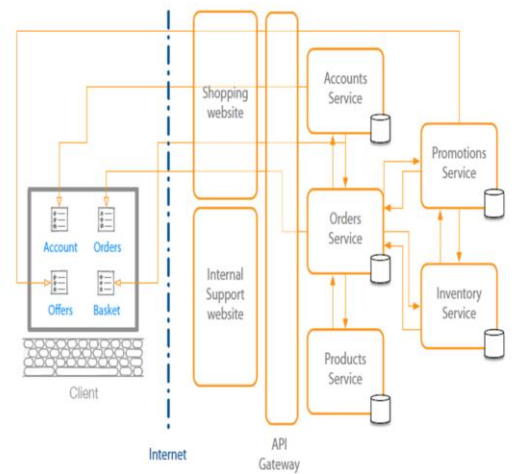 Shopping
website
Accounts
Service
Promotions
Service
Account
Orders
Offers
Basket
Orders
Service
Internal
Support
website
Inventory
Service
Products
Service
Client
Internet
API
Gateway